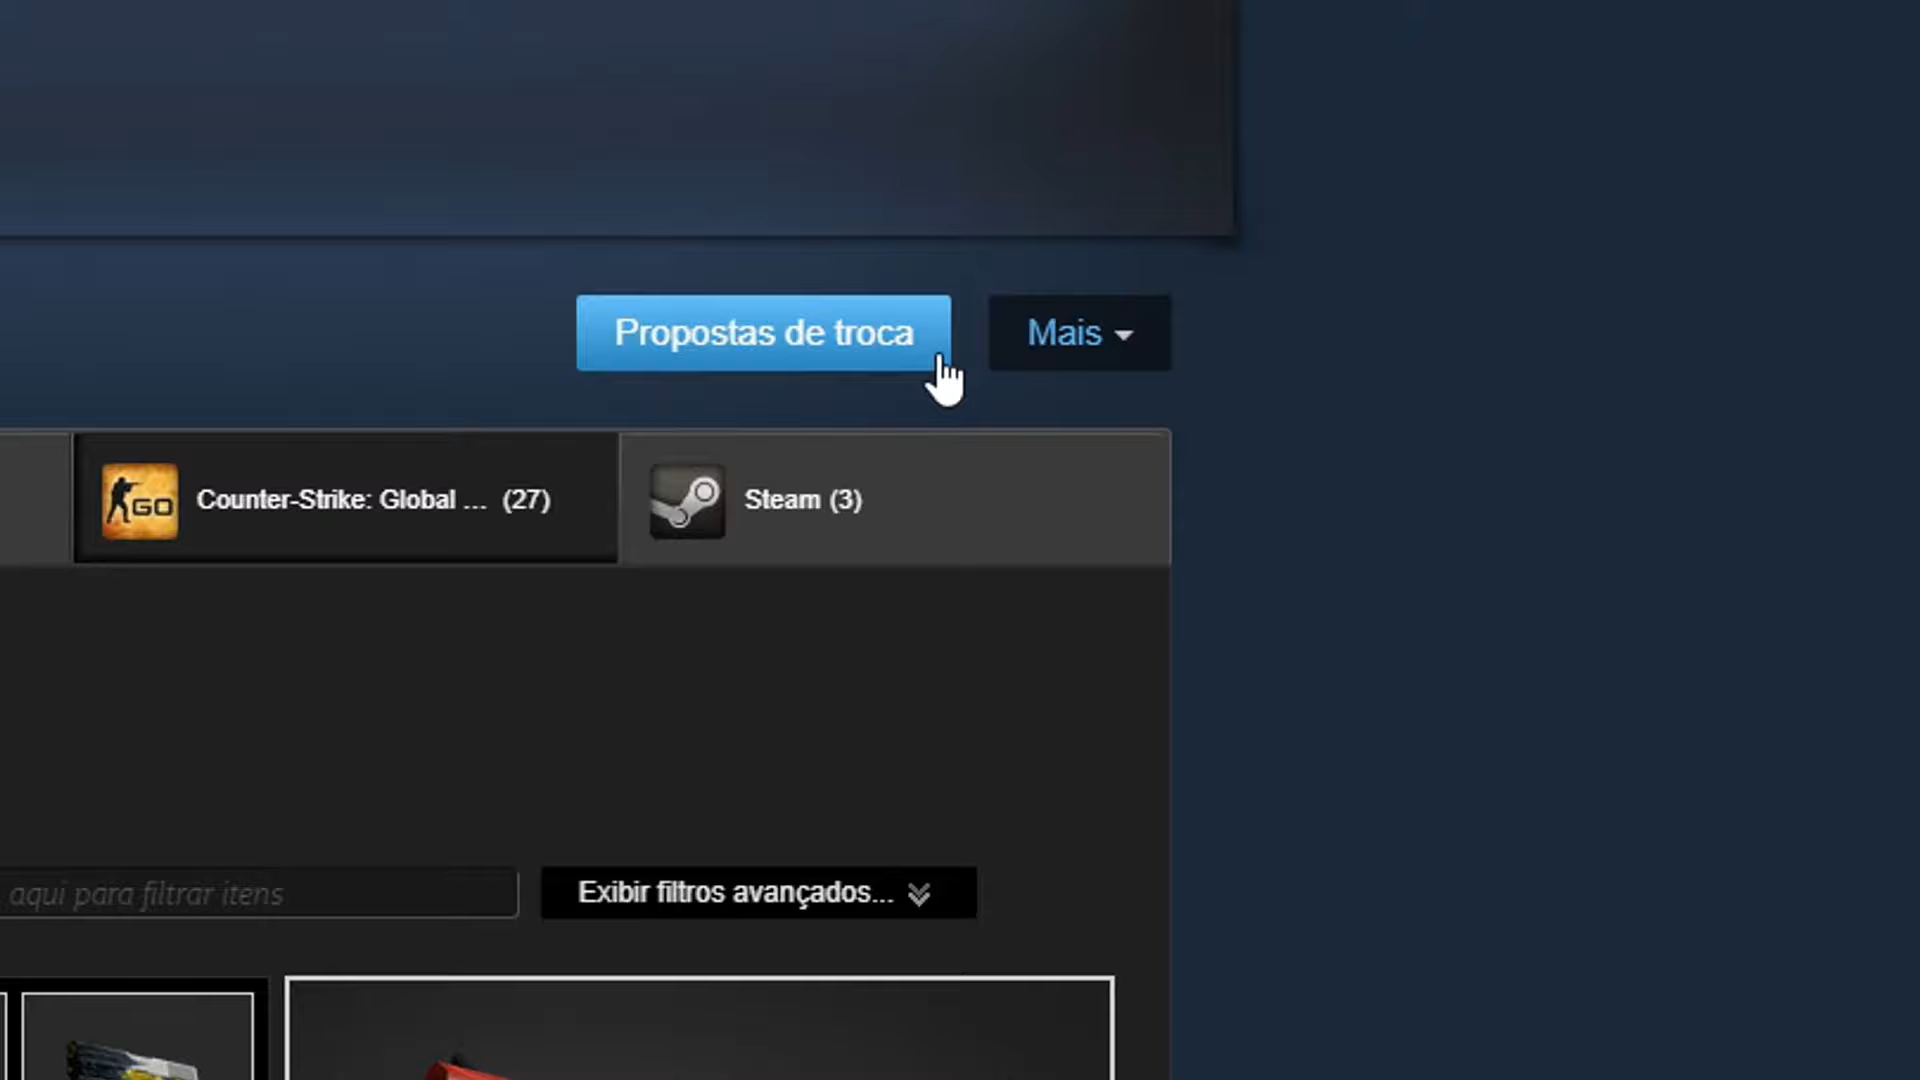 Propostas de troca
Mais
GO
Counter-Strike: Global ... (27)
Steam (3)
aqui para filtrar itens
Exibir filtros avançados...